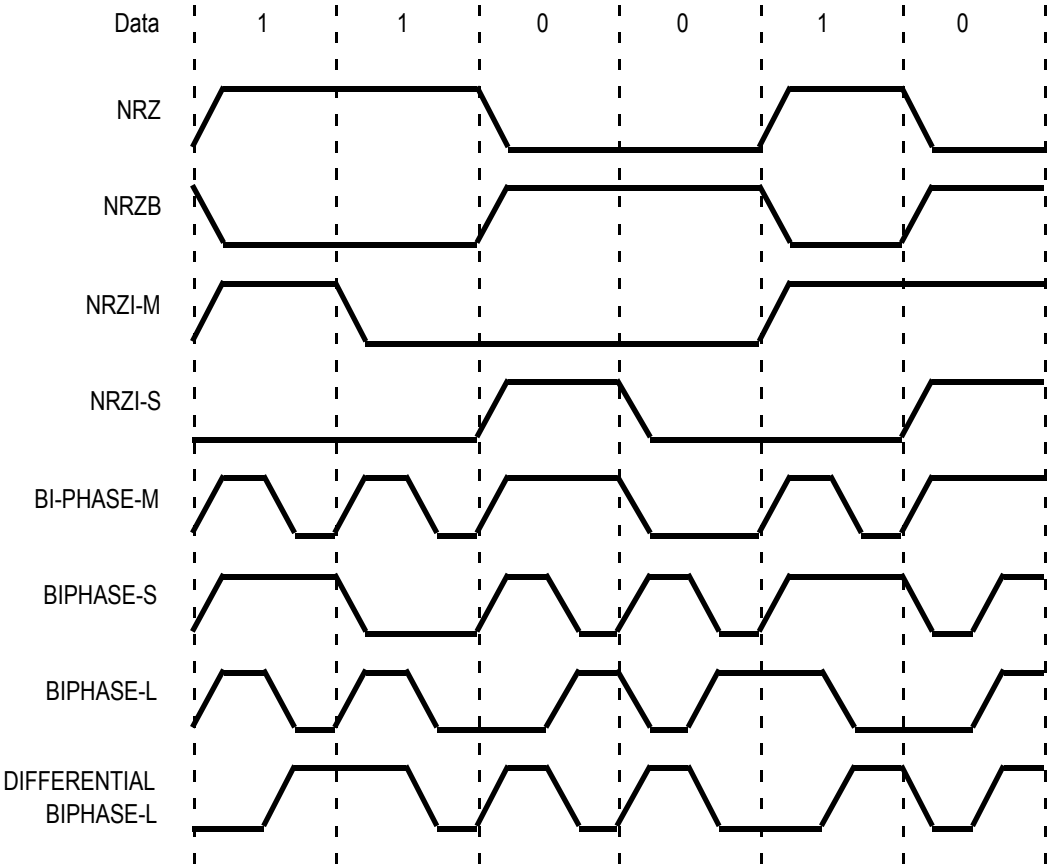 Data 1 1 0 0 1 0
NRZ
NRZB
NRZI-M
NRZI-S
BI-PHASE-M
BIPHASE-S
BIPHASE-L
DIFFERENTIAL
BIPHASE-L